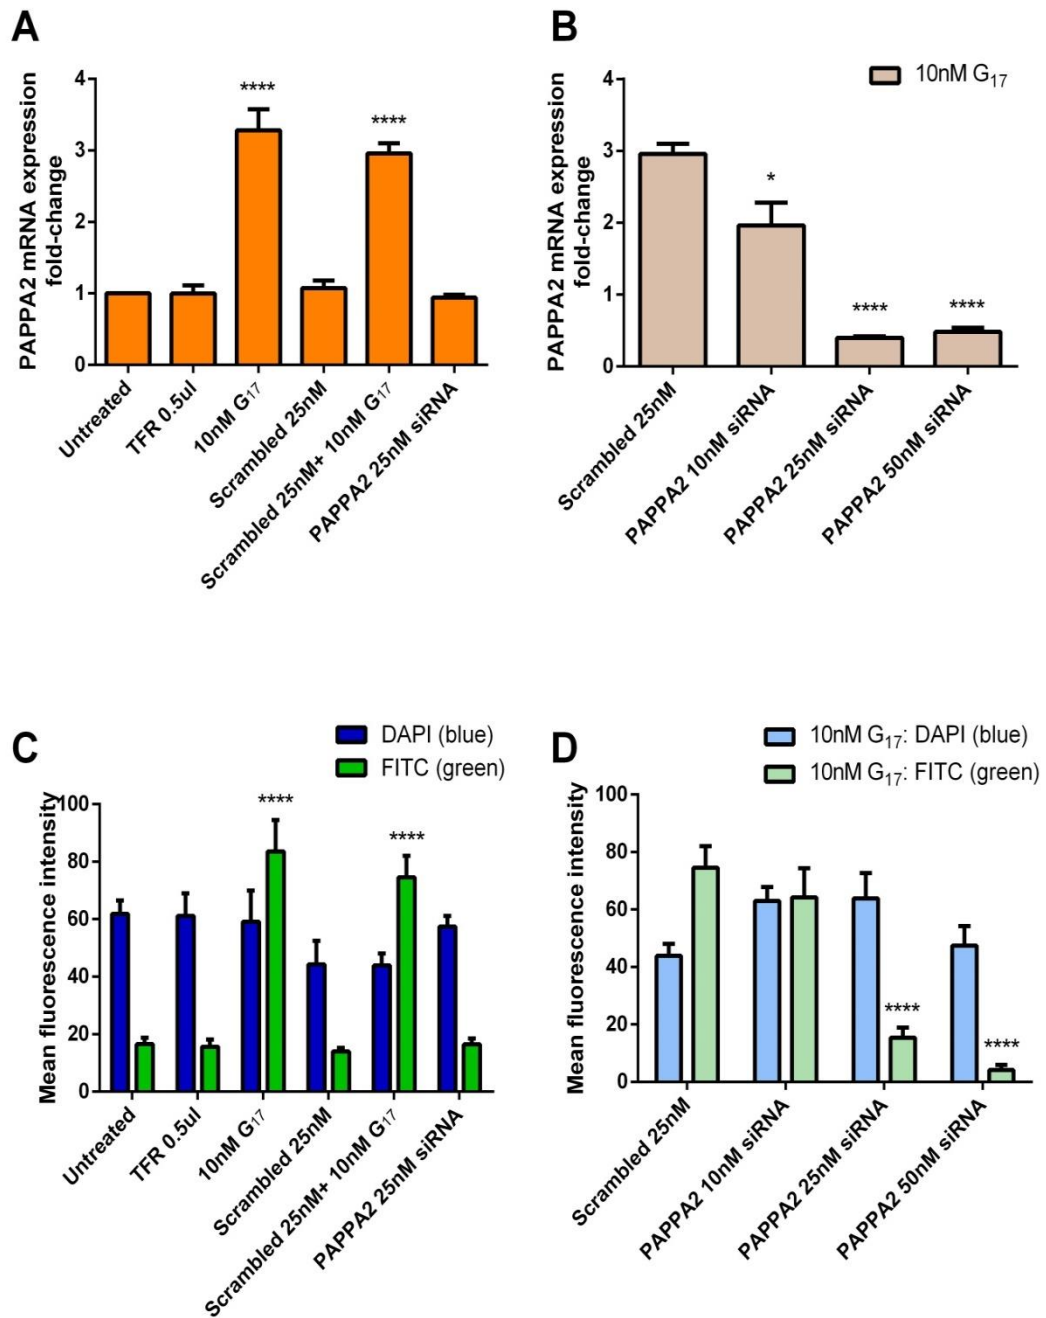 A
PAPPA2 mRNA expression
fold-change
4
3
2
1
0
****
****
Untreated
TFR 0.5ul
10nM G₁₇
Scrambled 25nM
Scrambled 25nM+ 10nM G₁₇
PAPPA2 25nM siRNA
B
10nM G₁₇
PAPPA2 mRNA expression
fold-change
4
3
2
1
0
*
****
****
Scrambled 25nM
PAPPA2 10nM siRNA
PAPPA2 25nM siRNA
PAPPA2 50nM siRNA
C
DAPI (blue)
FITC (green)
Mean fluorescence intensity
100
80
60
40
20
0
****
****
Untreated
TFR 0.5ul
10nM G₁₇
Scrambled 25nM
Scrambled 25nM+ 10nM G₁₇
PAPPA2 25nM siRNA
D
10nM G₁₇: DAPI (blue)
10nM G₁₇: FITC (green)
Mean fluorescence intensity
100
80
60
40
20
0
****
****
Scrambled 25nM
PAPPA2 10nM siRNA
PAPPA2 25nM siRNA
PAPPA2 50nM siRNA